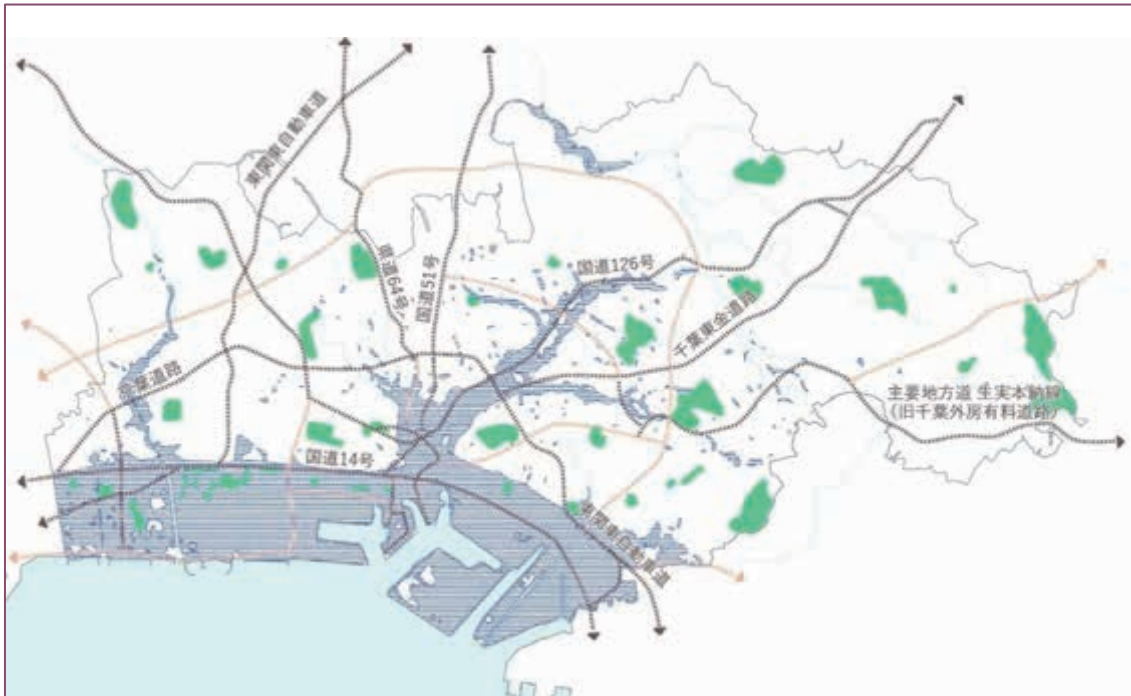 東関東自動車道
県道64号
国道51号
国道126号
千葉東金道路
京葉道路
主要地方道 生実本納線
（旧千葉外房有料道路）
国道14号
東関東自動車道